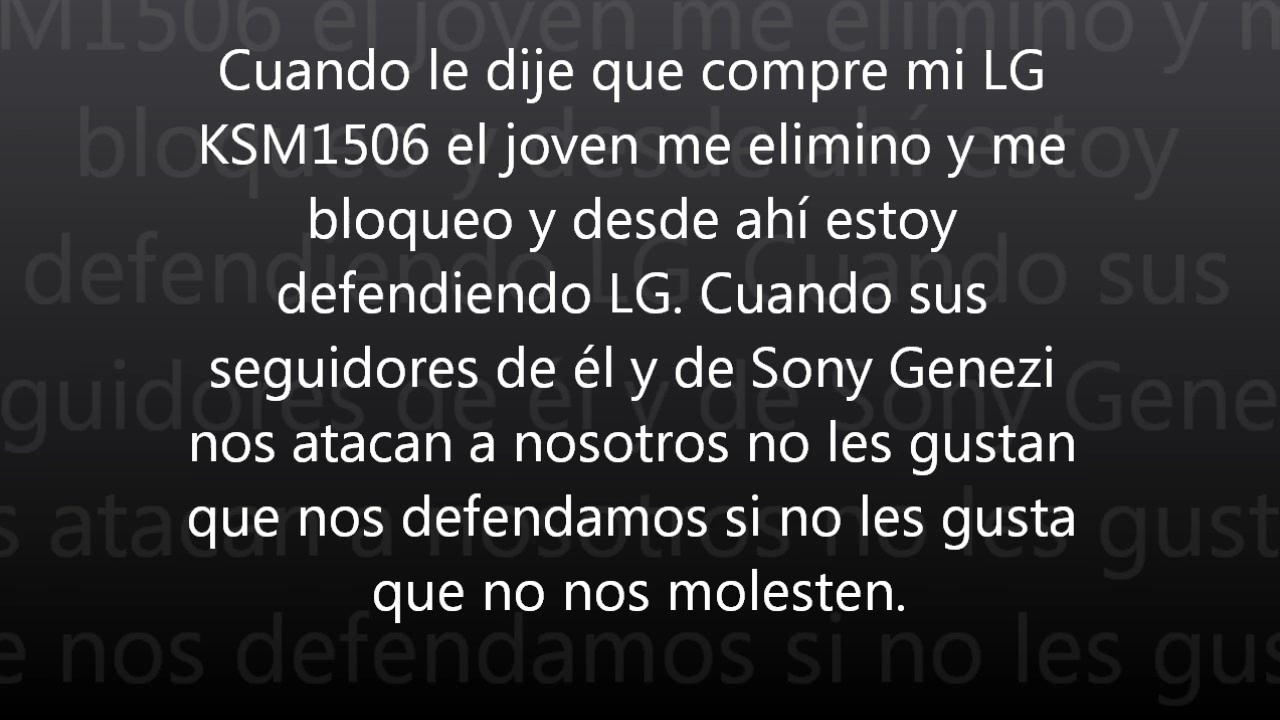 Cuando le dije que compre mi LG
KSM1506 el joven me elimino y me
bloqueo y desde ahí estoy
defendiendo LG. Cuando sus
seguidores de él y de Sony Genezi
nos atacan a nosotros no les gustan
que nos defendamos si no les gusta
que no nos molesten.